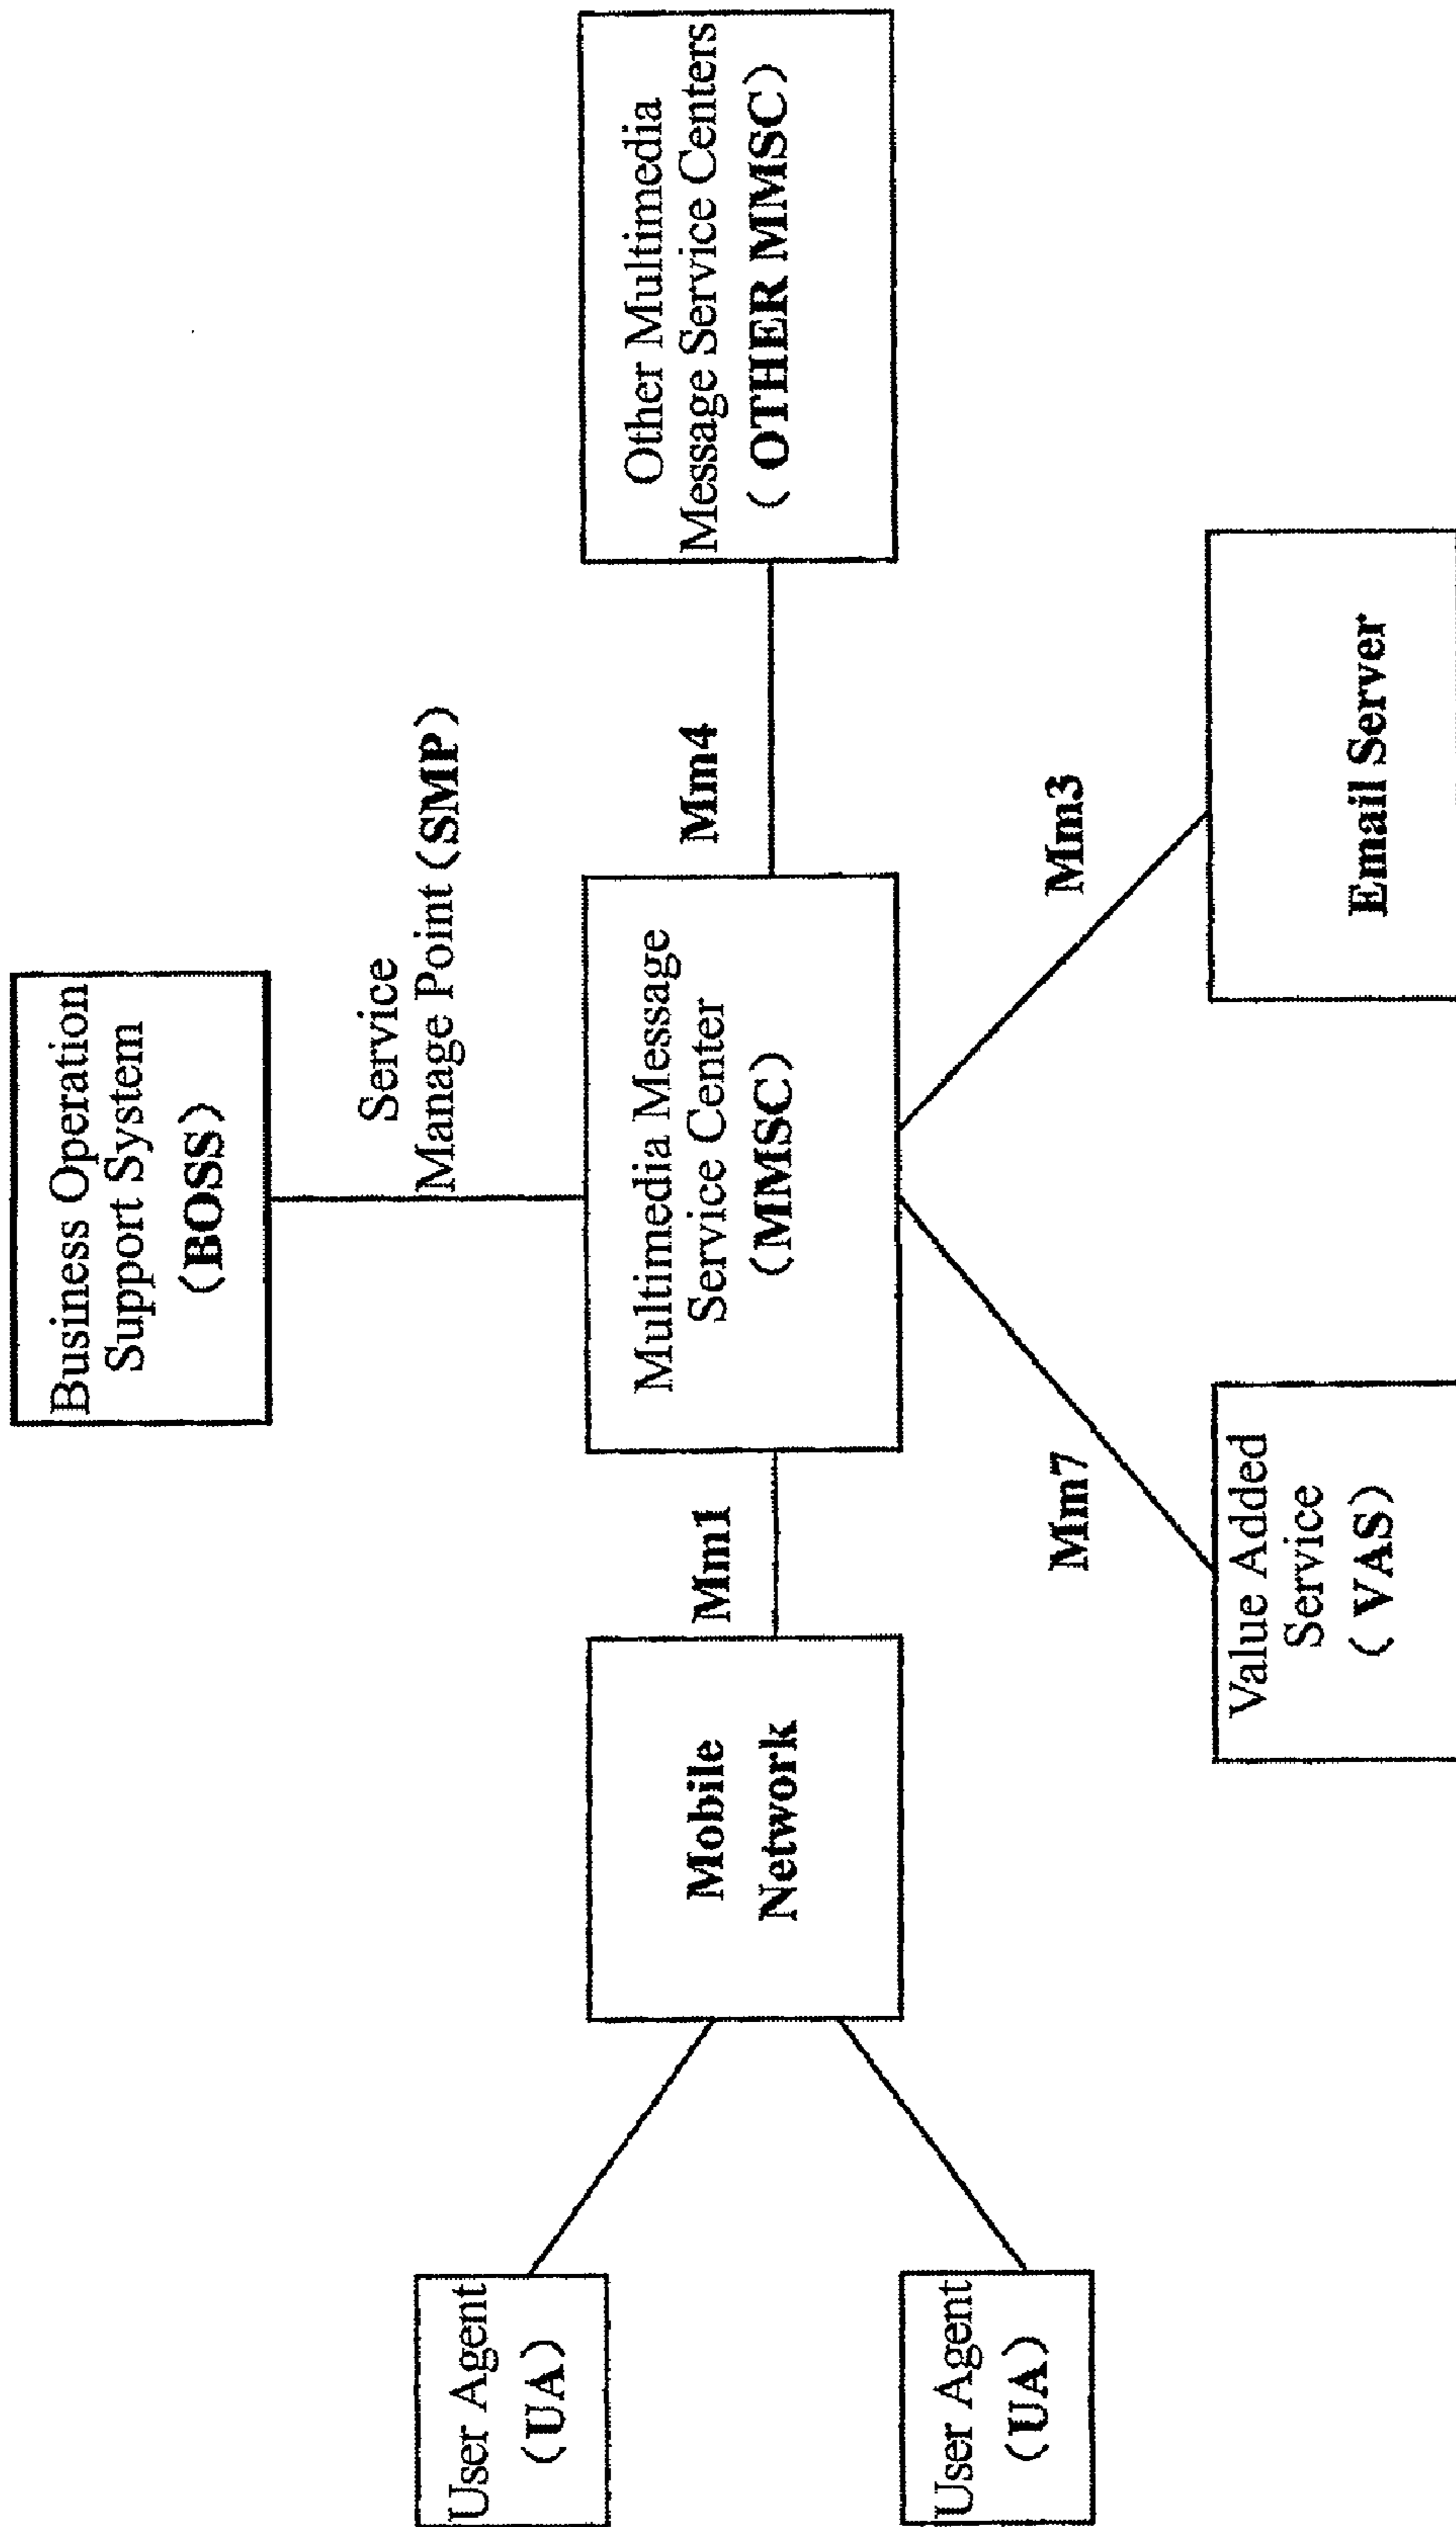 Business Operation
Support System
(BOSS)
Service
Manage Point (SMP)
User Agent
(UA)
Mobile
Network
Mm1
Multimedia Message
Service Center
(MMSC)
Mm4
Other Multimedia
Message Service Centers
( OTHER MMSC)
User Agent
(UA)
Mm7
Mm3
Value Added
Service
( VAS)
Email Server